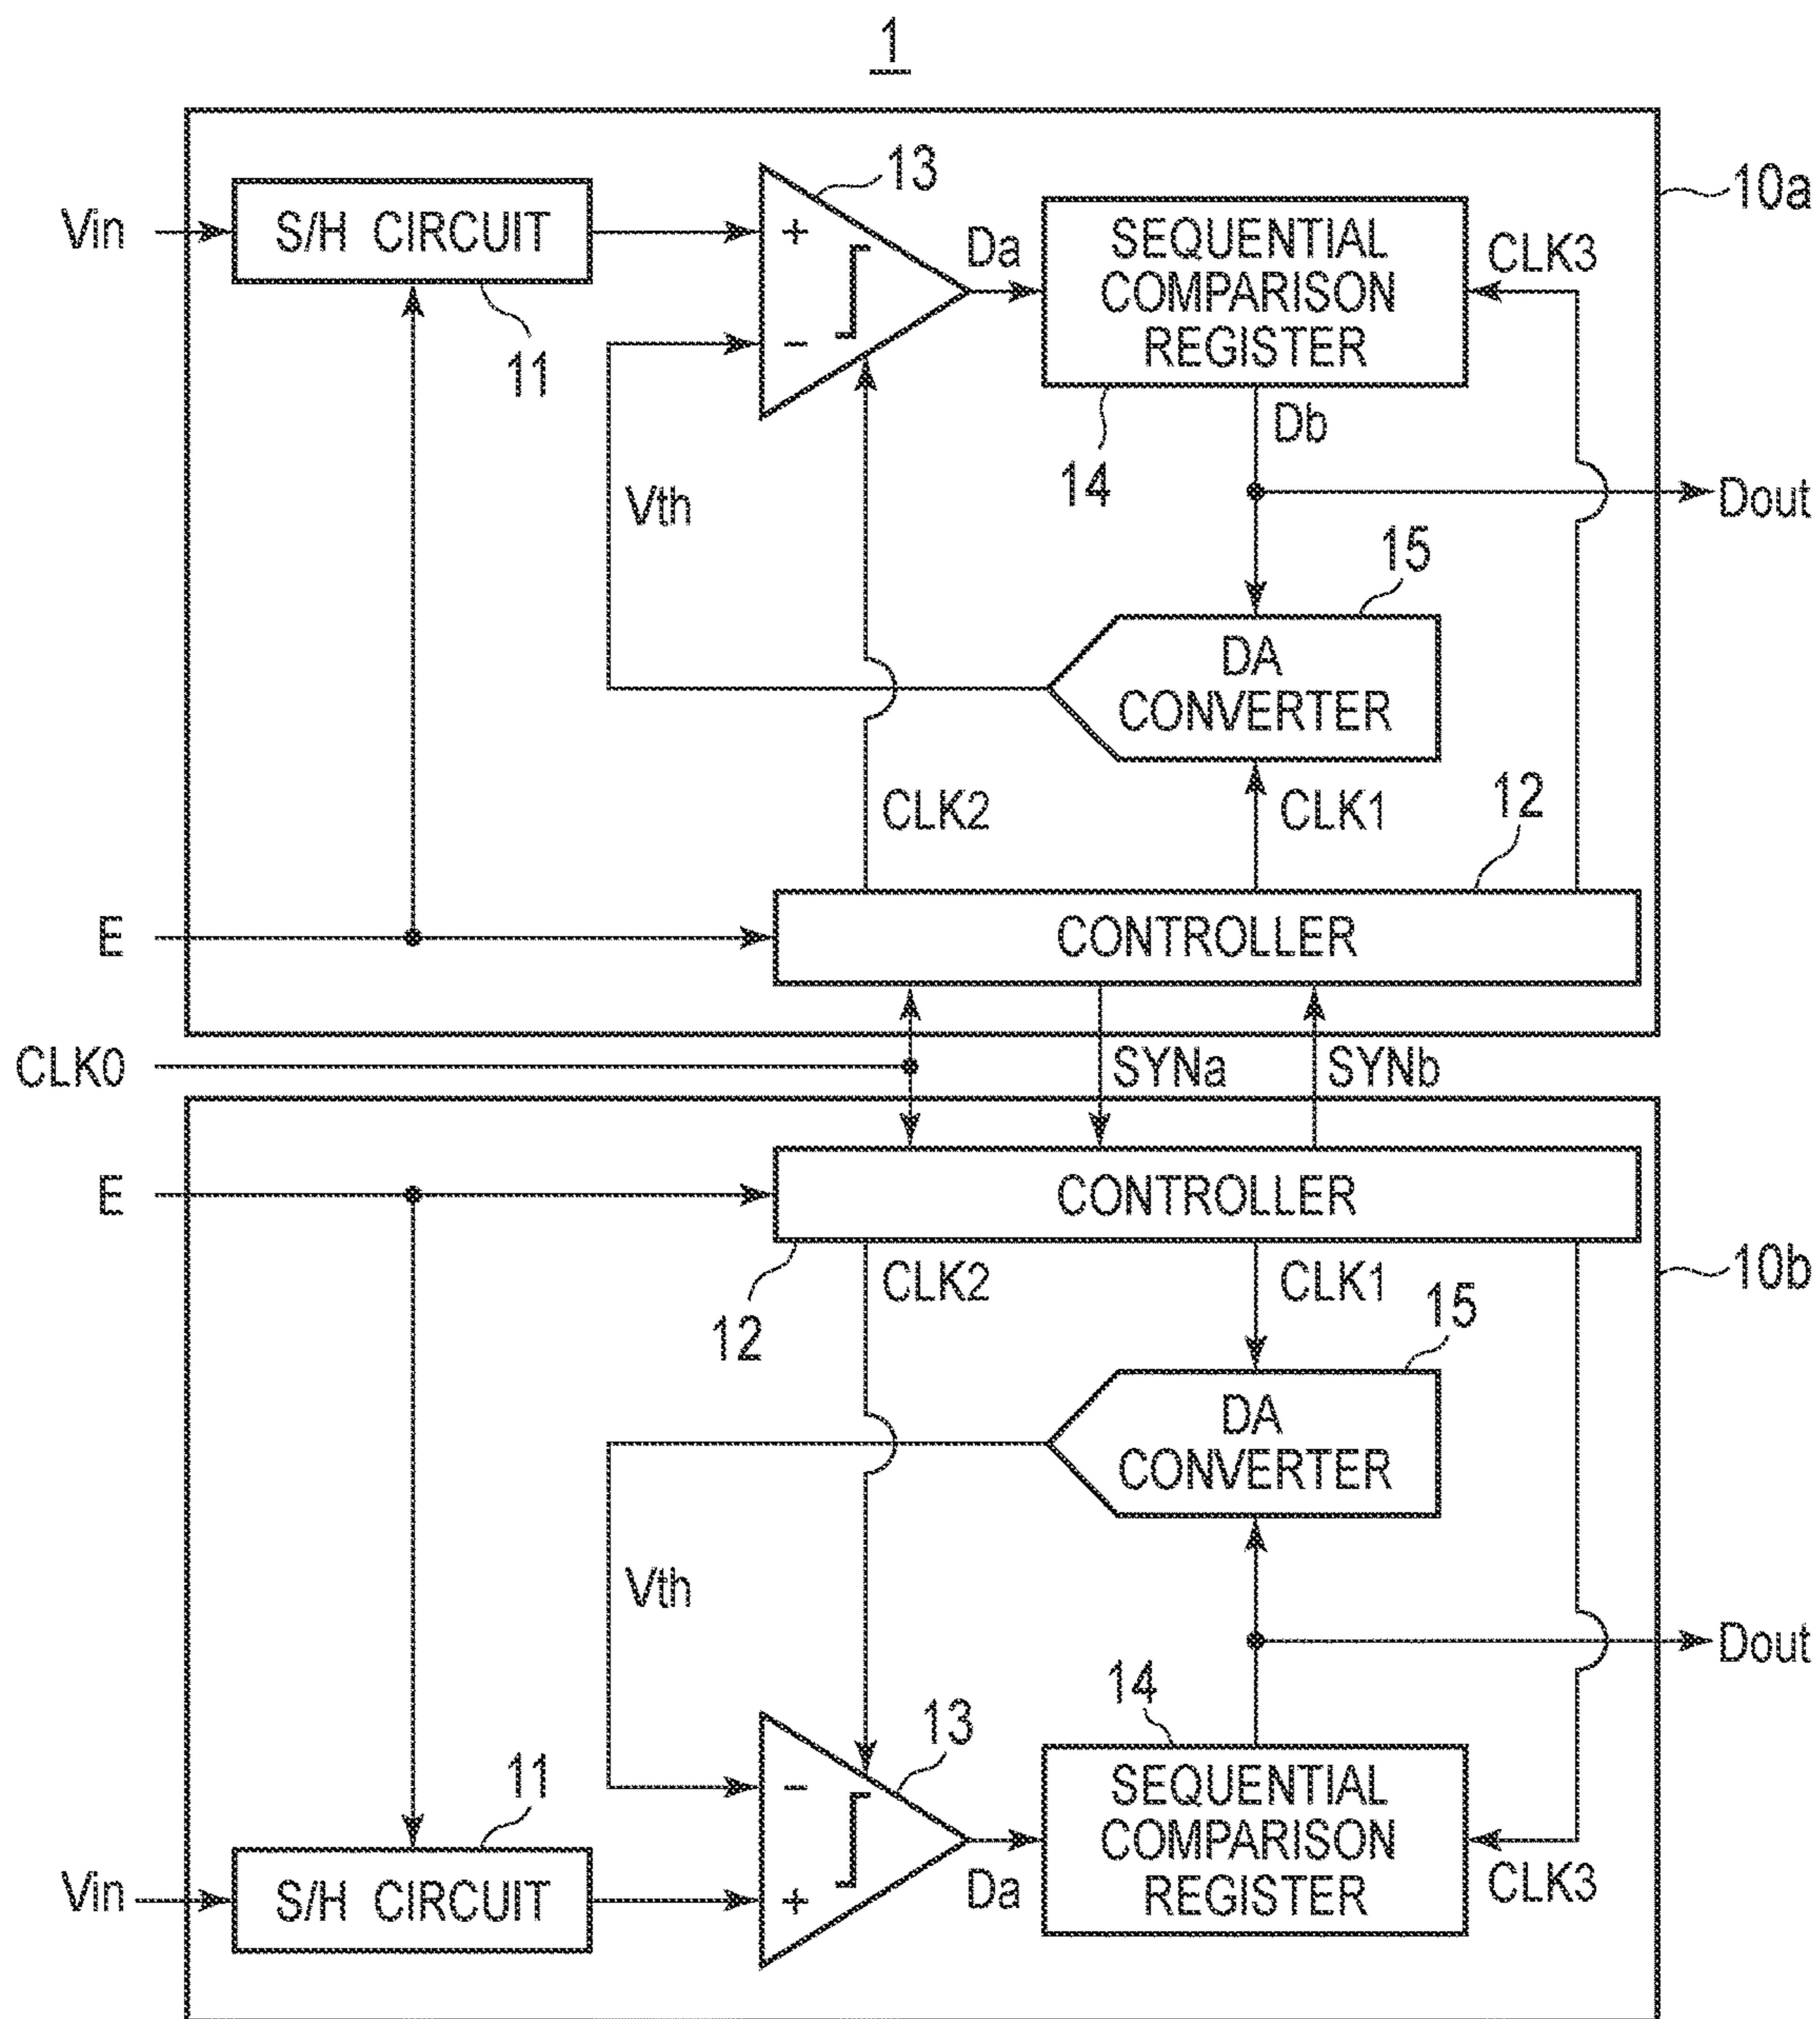 1
13
10a
Vin
S/H CIRCUIT
Da
SEQUENTIAL
COMPARISON
REGISTER
CLK3
+
−
11
Db
14
Vth
Dout
15
DA
CONVERTER
CLK2
CLK1
12
E
CONTROLLER
CLK0
SYNa
SYNb
E
CONTROLLER
10b
12
CLK2
CLK1
15
DA
CONVERTER
Vth
Dout
14
13
11
−
SEQUENTIAL
COMPARISON
REGISTER
Vin
S/H CIRCUIT
+
Da
CLK3